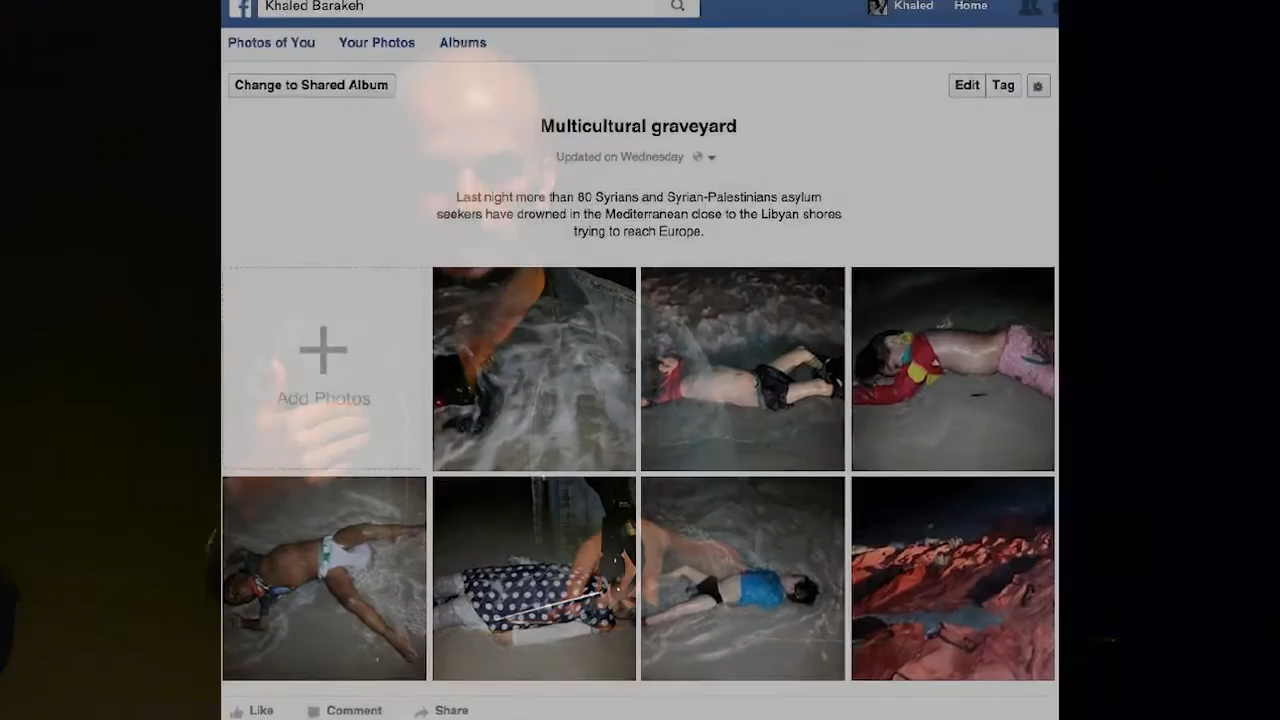 Khaled Barakeh
Khaled Home
Photos of You Your Photos Albums
Change to Shared Album
Edit Tag
Multicultural graveyard
Updated on Wednesday
Last night more than 80 Syrians and Syrian-Palestinians asylum
seekers have drowned in the Mediterranean close to the Libyan shores
trying to reach Europe.
Add Photos
Like Comment Share